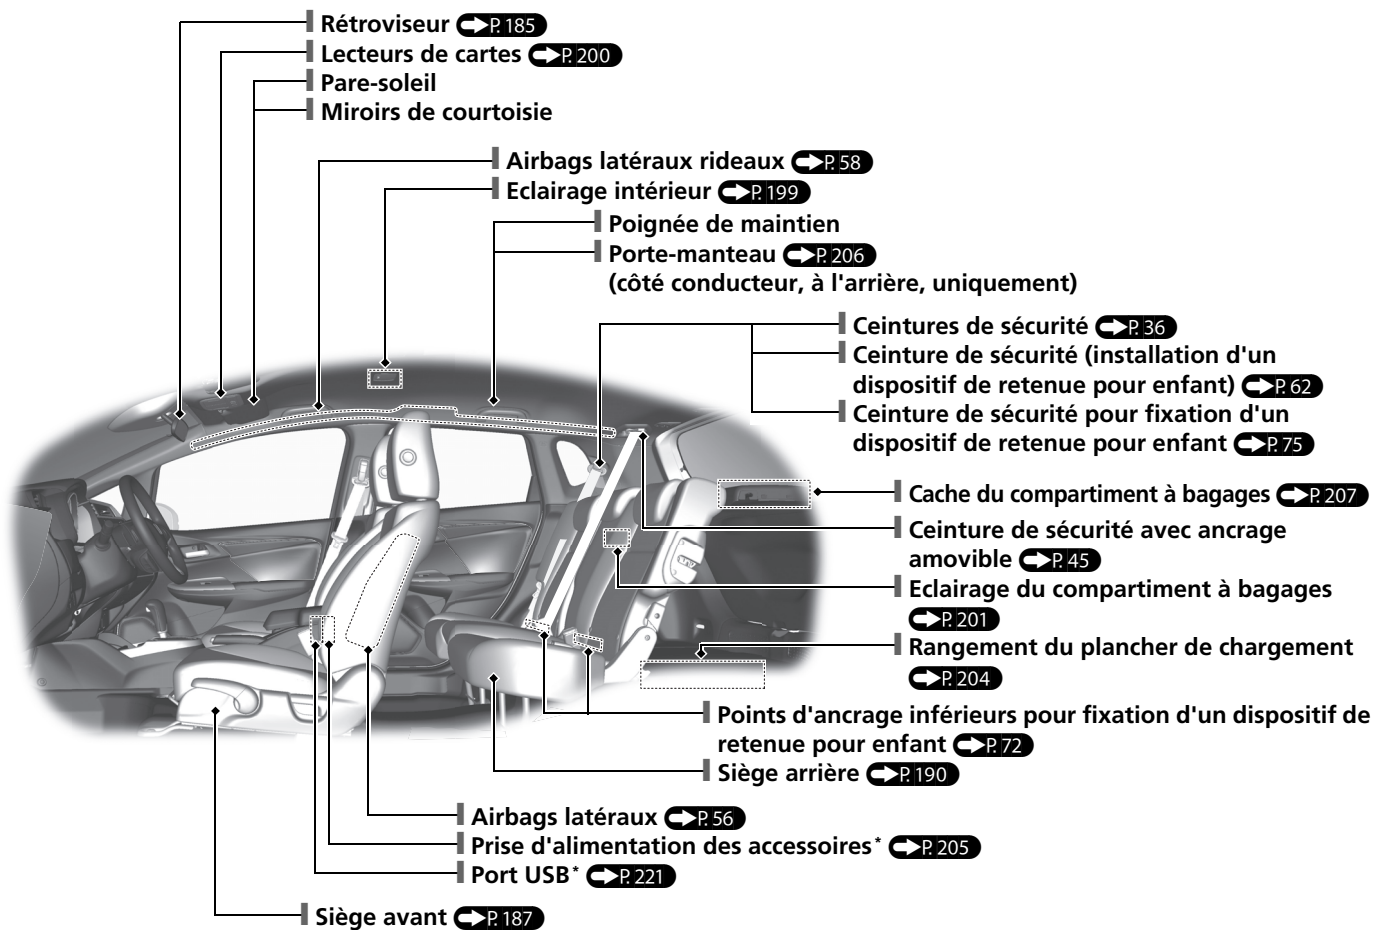 Rétroviseur P. 185
Lecteurs de cartes P. 200
Pare-soleil
Miroirs de courtoisie
Airbags latéraux rideaux P. 58
Eclairage intérieur P. 199
Poignée de maintien
Porte-manteau P. 206
(côté conducteur, à l'arrière, uniquement)
Ceintures de sécurité P. 36
Ceinture de sécurité (installation d'un
dispositif de retenue pour enfant) P. 62
Ceinture de sécurité pour fixation d'un
dispositif de retenue pour enfant P. 75
Cache du compartiment à bagages P. 207
Ceinture de sécurité avec ancrage
amovible P. 45
Eclairage du compartiment à bagages
P. 201
Rangement du plancher de chargement
P. 204
Points d'ancrage inférieurs pour fixation d'un dispositif de
retenue pour enfant P. 72
Siège arrière P. 190
Airbags latéraux P. 56
Prise d'alimentation des accessoires* P. 205
Port USB* P. 221
Siège avant P. 187